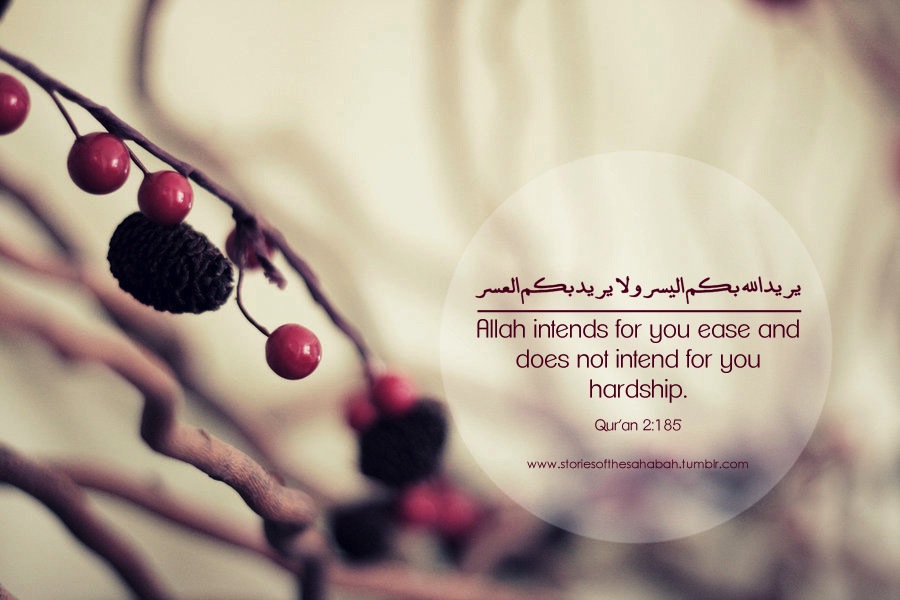 يريد الله بكم اليسر ولا يريد بكم العسر
Allah intends for you ease and
does not intend for you
hardship.
Qur'an 2:185
www.storiesofthesahabah.tumblr.com